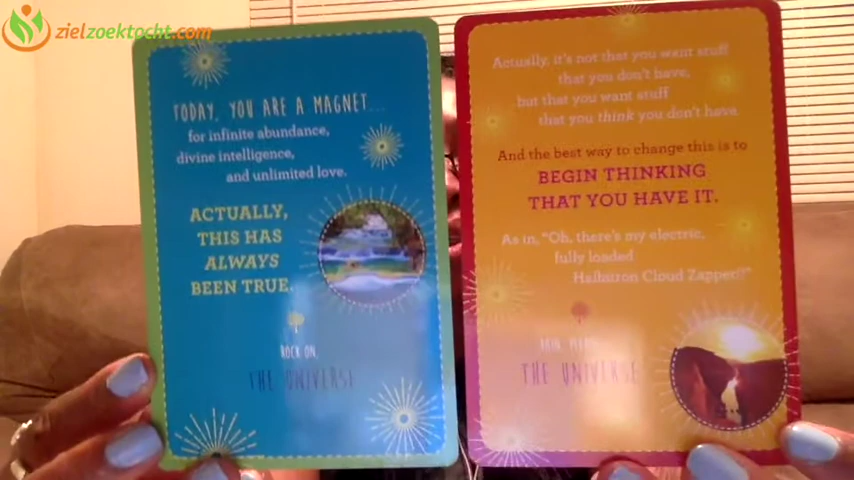 zielzoektocht.com
TODAY, YOU ARE A MAGNET...
for infinite abundance,
divine intelligence,
and unlimited love.
ACTUALLY,
THIS HAS
ALWAYS
BEEN TRUE.
ROCK ON,
THE UNIVERSE
Actually, it's not that you want stuff
that you don't have,
but that you want stuff
that you think you don't have.
And the best way to change this is to
BEGIN THINKING
THAT YOU HAVE IT.
As in, "Oh, there's my electric,
fully loaded
Cloud Zapper!!"
THE UNIVERSE